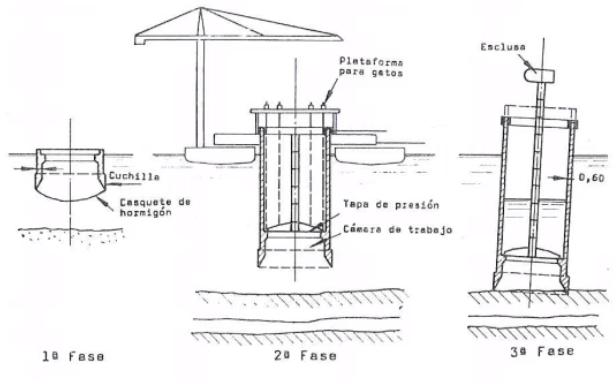 Esclusa
Plataforma
para gatos
Cuchilla
Casquete de
hormigón
0,60
Tapa de presión
Cámara de trabajo
1ª Fase
2ª Fase
3ª Fase